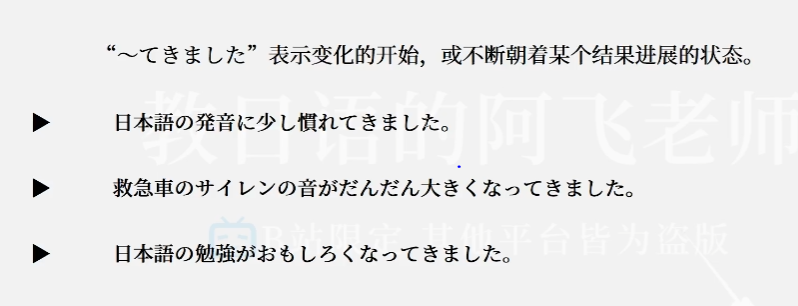 “～てきました”表示变化的开始，或不断朝着某个结果进展的状态。
▶ 日本語の発音に少し慣れてきました。
教日语的阿飞老师
▶ 救急車のサイレンの音がだんだん大きくなってきました。
B站限定 其他平台皆为盗版
▶ 日本語の勉強がおもしろくなってきました。